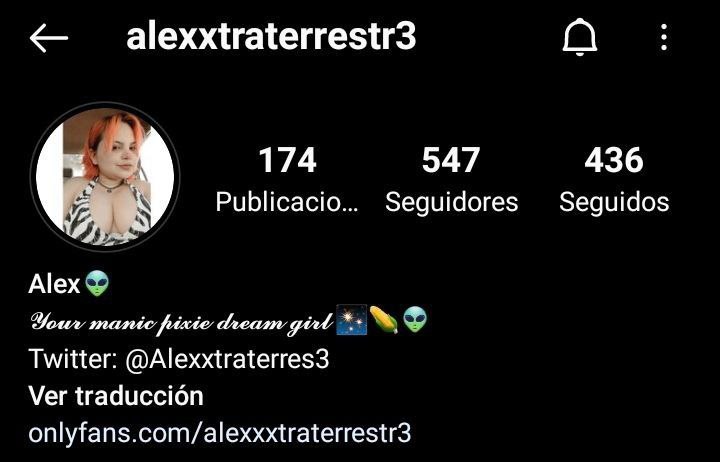 alexxtraterrestr3
174 547 436
Publicacio... Seguidores Seguidos
Alex👽
𝓨𝓸𝓾𝓻 𝓶𝓪𝓷𝓲𝓬 𝓹𝓲𝔁𝓲𝓮 𝓭𝓻𝓮𝓪𝓶 𝓰𝓲𝓻𝓵🎇🌽👽
Twitter: @Alexxtraterres3
Ver traducción
onlyfans.com/alexxxtraterrestr3